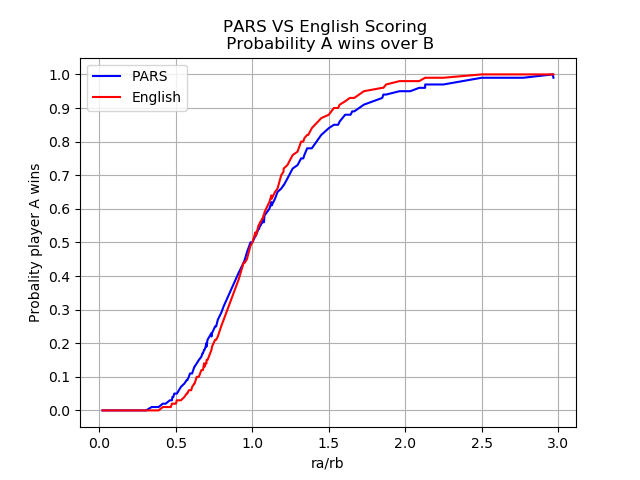 PARS VS English Scoring
Probability A wins over B
PARS
English
Probality player A wins
1.0
0.9
0.8
0.7
0.6
0.5
0.4
0.3
0.2
0.1
0.0
0.0 0.5 1.0 1.5 2.0 2.5 3.0
ra/rb